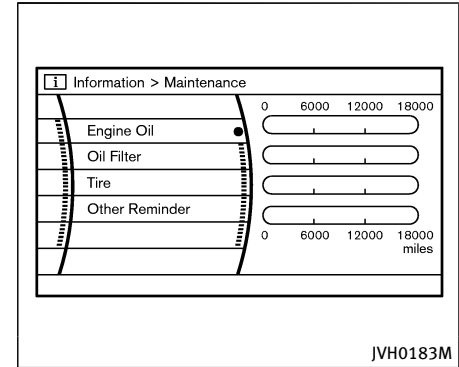 i Information > Maintenance
0 6000 12000 18000
Engine Oil
Oil Filter
Tire
Other Reminder
0 6000 12000 18000
miles
JVH0183M